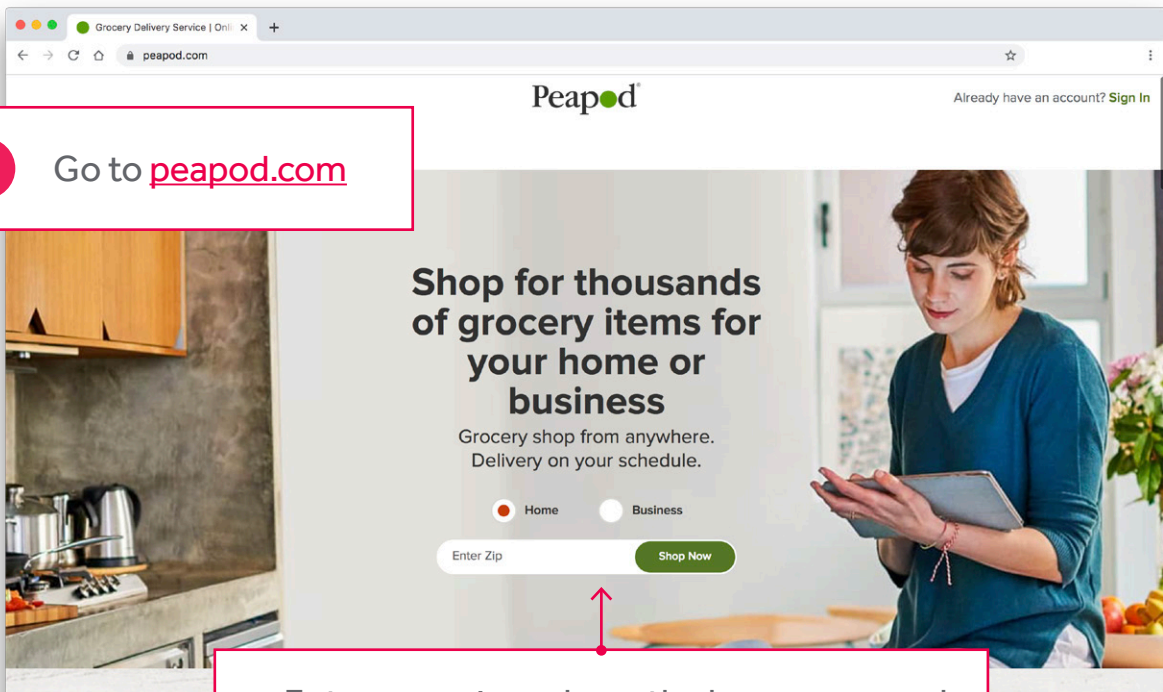 Grocery Delivery Service | Onli
peapod.com
Peapod
Already have an account? Sign In
Go to peapod.com
Shop for thousands
of grocery items for
your home or
business
Grocery shop from anywhere.
Delivery on your schedule.
Home Business
Enter Zip Shop Now